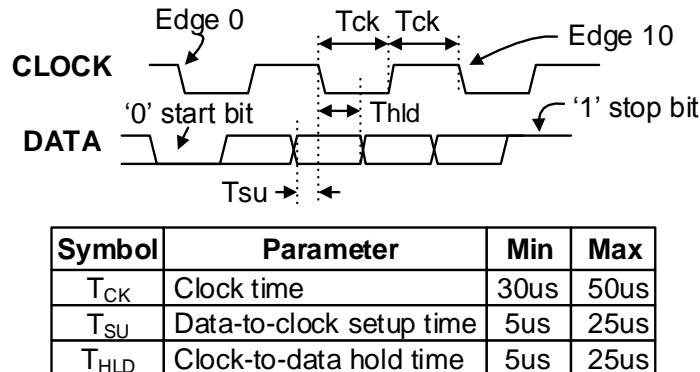 Edge 0
Tck
Tck
Edge 10
CLOCK
'0' start bit
Thld
'1' stop bit
DATA
Tsu
Symbol Parameter Min Max
TCK Clock time 30us 50us
TSU Data-to-clock setup time 5us 25us
THLD Clock-to-data hold time 5us 25us